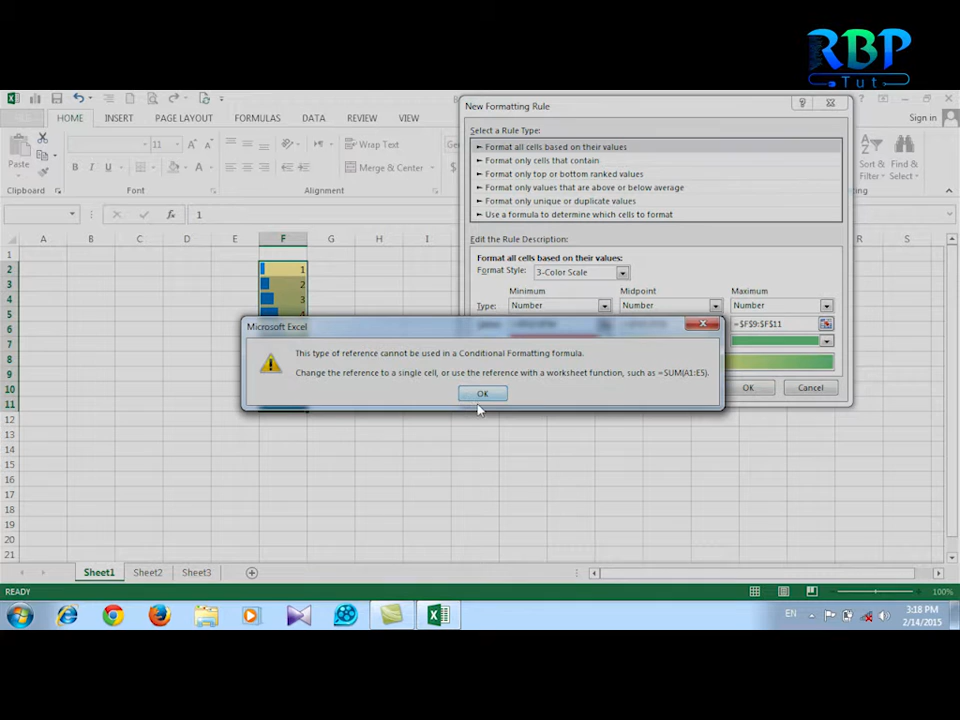 RBP
Tut
New Formatting Rule
?
Sign in
HOME
INSERT
PAGE LAYOUT
FORMULAS
DATA
REVIEW
VIEW
Paste
B I U
11
A A
Wrap Text
Merge & Center
Sort & Filter
Find & Select
Clipboard
Alignment
fx 1
Select a Rule Type:
► Format all cells based on their values
► Format only cells that contain
► Format only top or bottom ranked values
► Format only values that are above or below average
► Format only unique or duplicate values
► Use a formula to determine which cells to format
Edit the Rule Description:
Format all cells based on their values:
Format Style: 3-Color Scale
Minimum Midpoint Maximum
Type: Number Number Number
=$F$9:$F$11
OK Cancel
A B C D E F G H I R S
1
2 1
3 2
4 3
5
6
7
8
9
10
11
12
13
14
15
16
17
18
19
20
21
Microsoft Excel
This type of reference cannot be used in a Conditional Formatting formula.
Change the reference to a single cell, or use the reference with a worksheet function, such as =SUM(A1:E5).
OK
Sheet1 Sheet2 Sheet3
READY
100%
EN
3:18 PM
2/14/2015